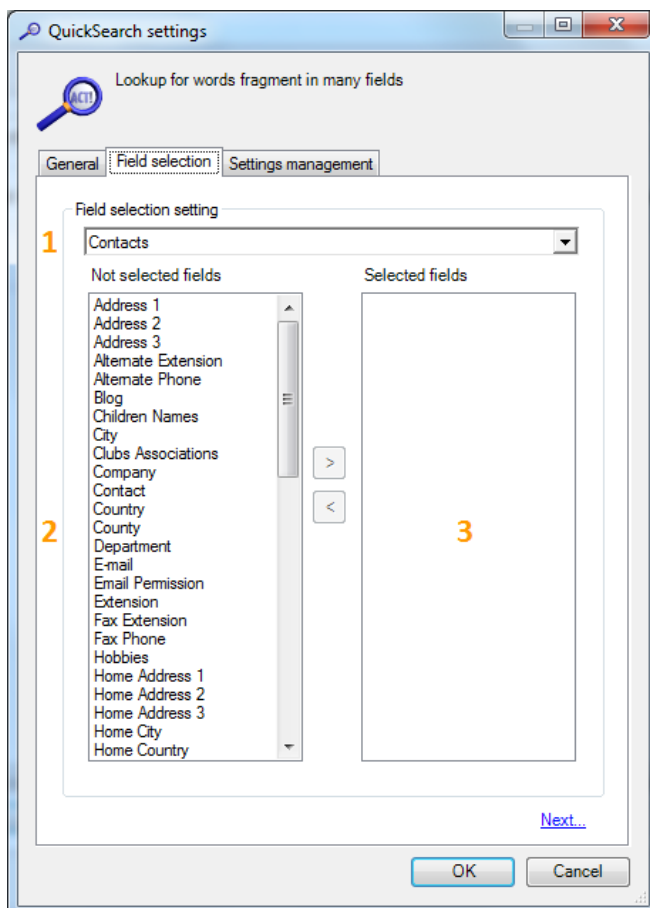 QuickSearch settings
ACT!
Lookup for words fragment in many fields
General Field selection Settings management
Field selection setting
1 Contacts
Not selected fields Selected fields
Address 1
Address 2
Address 3
Alternate Extension
Alternate Phone
Blog
Children Names
City
Clubs Associations
Company
>
Contact
Country
<
County
2 3
Department
E-mail
Email Permission
Extension
Fax Extension
Fax Phone
Hobbies
Home Address 1
Home Address 2
Home Address 3
Home City
Home Country
Next...
OK Cancel